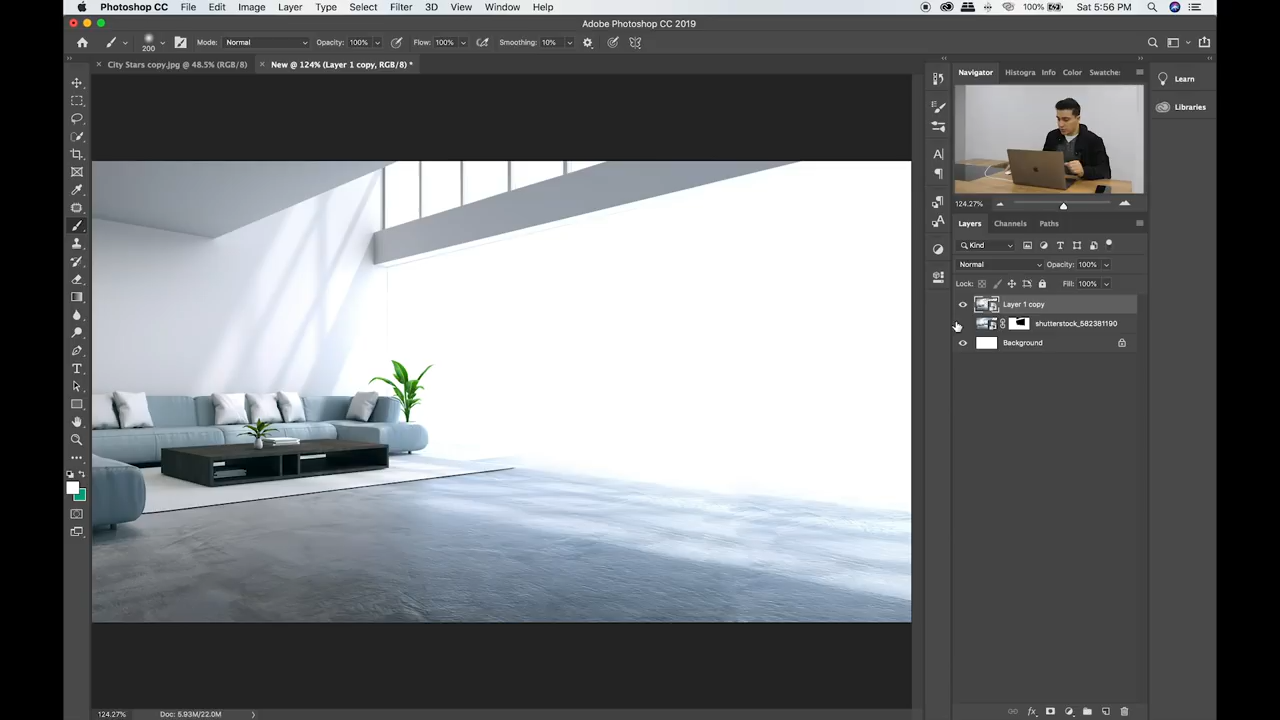 Photoshop CC File Edit Image Layer Type Select Filter 3D View Window Help 100% Sat 5:56 PM
Adobe Photoshop CC 2019
200 Mode: Normal Opacity: 100% Flow: 100% Smoothing: 10%
City Stars copy.jpg @ 48.5% (RGB/8) New @ 124% (Layer 1 copy, RGB/8) *
Navigator Histogra Info Color Swatche:
Learn
Libraries
124.27%
Layers Channels Paths
Kind
Normal Opacity: 100%
Lock: Fill: 100%
Layer 1 copy
shutterstock_582381190
Background
fx
124.27% Doc: 5.93M/22.0M